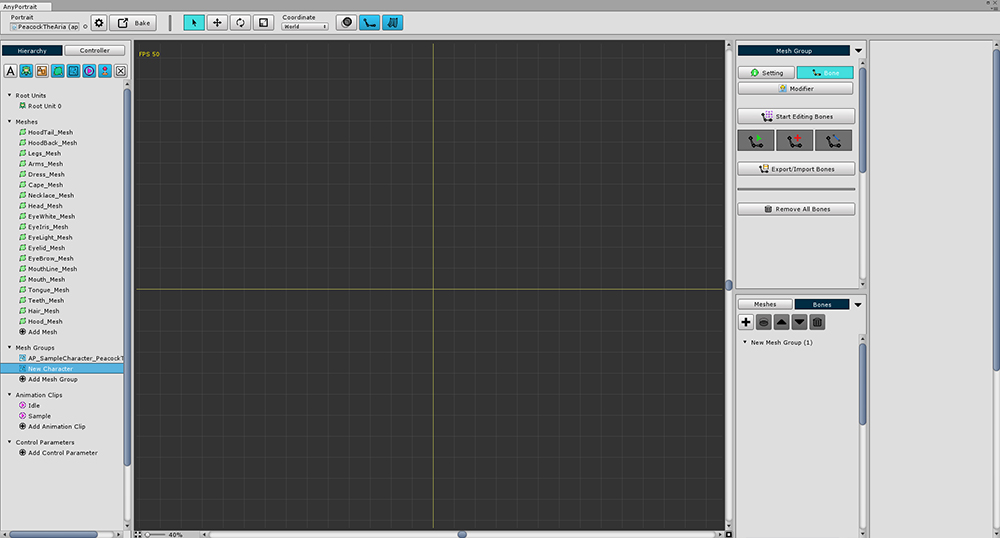 AnyPortrait
Portrait
PeacockTheAria (ap
Bake
Coordinate
World
Hierarchy
Controller
A
Root Units
Root Unit 0
Meshes
HoodTail_Mesh
HoodBack_Mesh
Legs_Mesh
Arms_Mesh
Dress_Mesh
Cape_Mesh
Necklace_Mesh
Head_Mesh
EyeWhite_Mesh
EyeIris_Mesh
EyeLight_Mesh
Eyelid_Mesh
EyeBrow_Mesh
MouthLine_Mesh
Mouth_Mesh
Tongue_Mesh
Teeth_Mesh
Hair_Mesh
Hood_Mesh
Add Mesh
Mesh Groups
AP_SampleCharacter_PeacockT
New Character
Add Mesh Group
Animation Clips
Idle
Sample
Add Animation Clip
Control Parameters
Add Control Parameter
FPS 50
40%
Mesh Group
Setting
Bone
Modifier
Start Editing Bones
Export/Import Bones
Remove All Bones
Meshes
Bones
New Mesh Group (1)